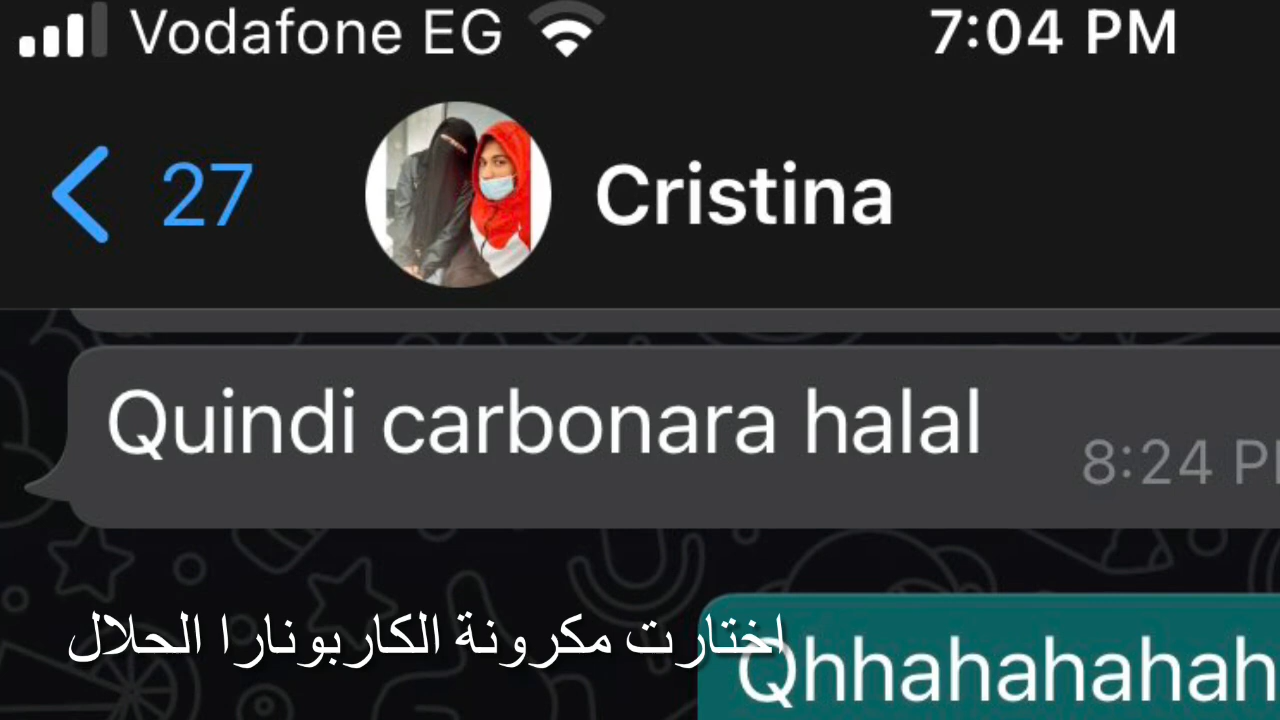 Vodafone EG 7:04 PM
27 Cristina
Quindi carbonara halal
8:24
اختارت مكرونة الكاربونارا الحلال
Qhhahahahah